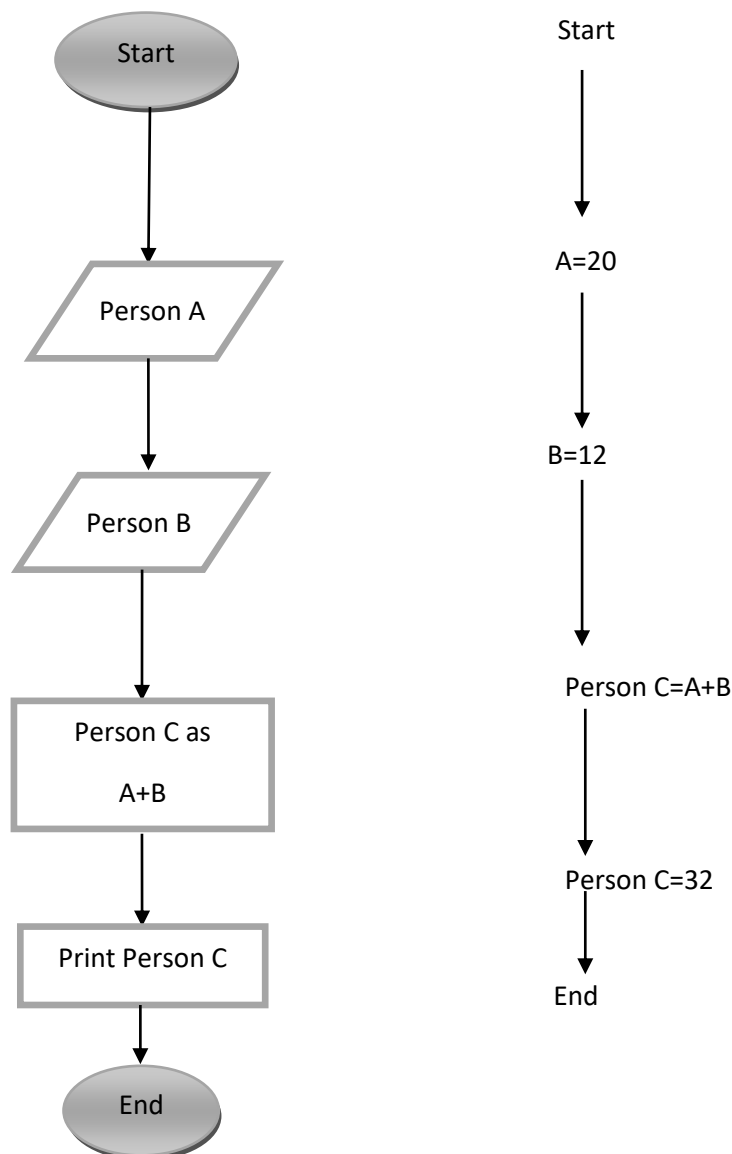 Start
Person A
Person B
Person C as
A+B
Print Person C
End
Start
A=20
B=12
Person C=A+B
Person C=32
End